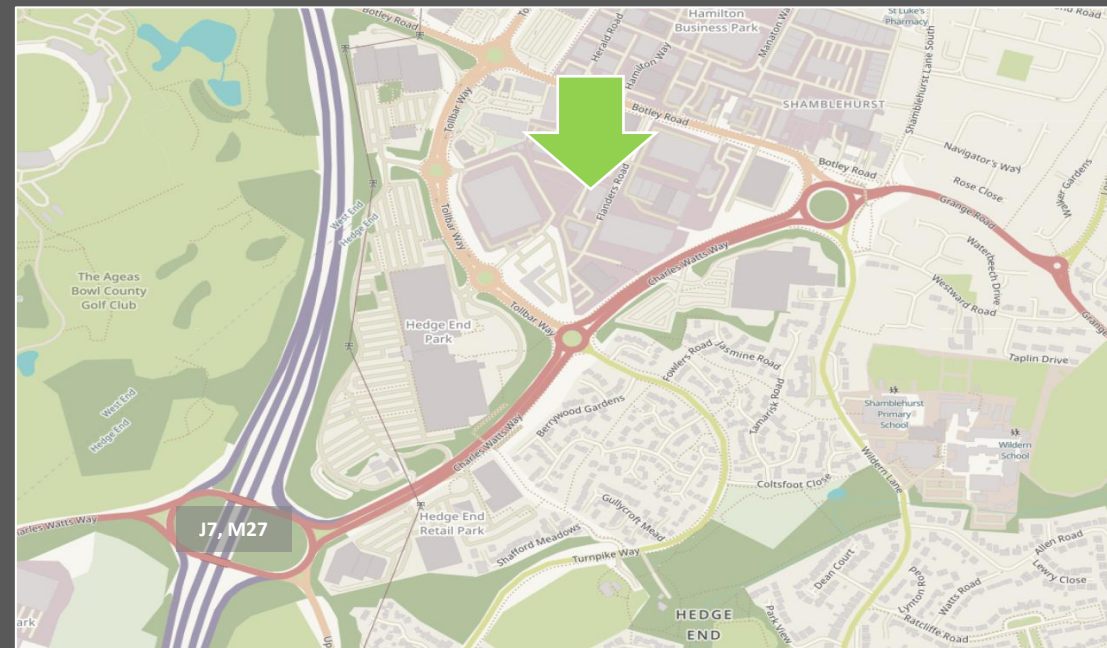 Botley Road
To
Herald Road
Hamilton
Business Park
Hamilton Way
Manaton Way
St Luke's
Pharmacy
Shamblehurst Lane South
Tollbar Way
Botley Road
SHAMBLEHURST
Botley Road
Navigator's Way
Rose Close
Walker Gardens
Grange Road
West End
Hedge End
Tollbar Way
Flanders Road
Charles Watts Way
Waterbeech Drive
Westward Road
The Ageas
Bowl County
Golf Club
Tollbar Way
Hedge End
Park
Grange
Taplin Drive
Fowlers Road
Jasmine Road
Tamarisk Road
West End
Hedge End
Berrywood Gardens
Shamblehurst
Primary
School
Wildern
School
Charles Watts Way
Wildern Lane
Coltsfoot Close
Gullycroft Mead
Charles Watts Way
J7, M27
Hedge End
Retail Park
Shafford Meadows
Turnpike Way
Allen Road
Lewry Close
Dean Court
Lynton Road
Watts Road
Ratcliffe Road
HEDGE
END
Park View
ark
Up